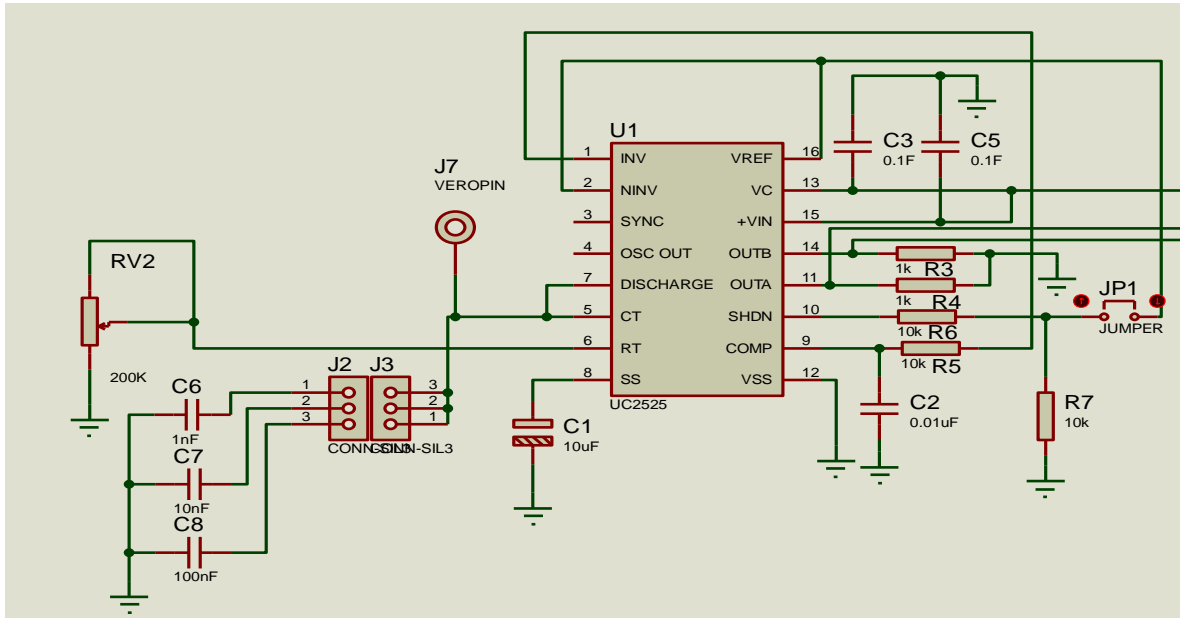 U1
1 INV VREF 16
2 NINV VC 13
3 SYNC +VIN 15
4 OSC OUT OUTB 14
7 DISCHARGE OUTA 11
5 CT SHDN 10
6 RT COMP 9
8 SS VSS 12
UC2525
J7
VEROPIN
RV2
200K
C3
0.1F
C5
0.1F
R3
1k
R4
1k
R6
10k
R5
10k
JP1
JUMPER
R7
10k
C2
0.01uF
C1
10uF
J2
1
2
3
CONN-SIL3
J3
3
2
1
CONN-SIL3
C6
1nF
C7
10nF
C8
100nF